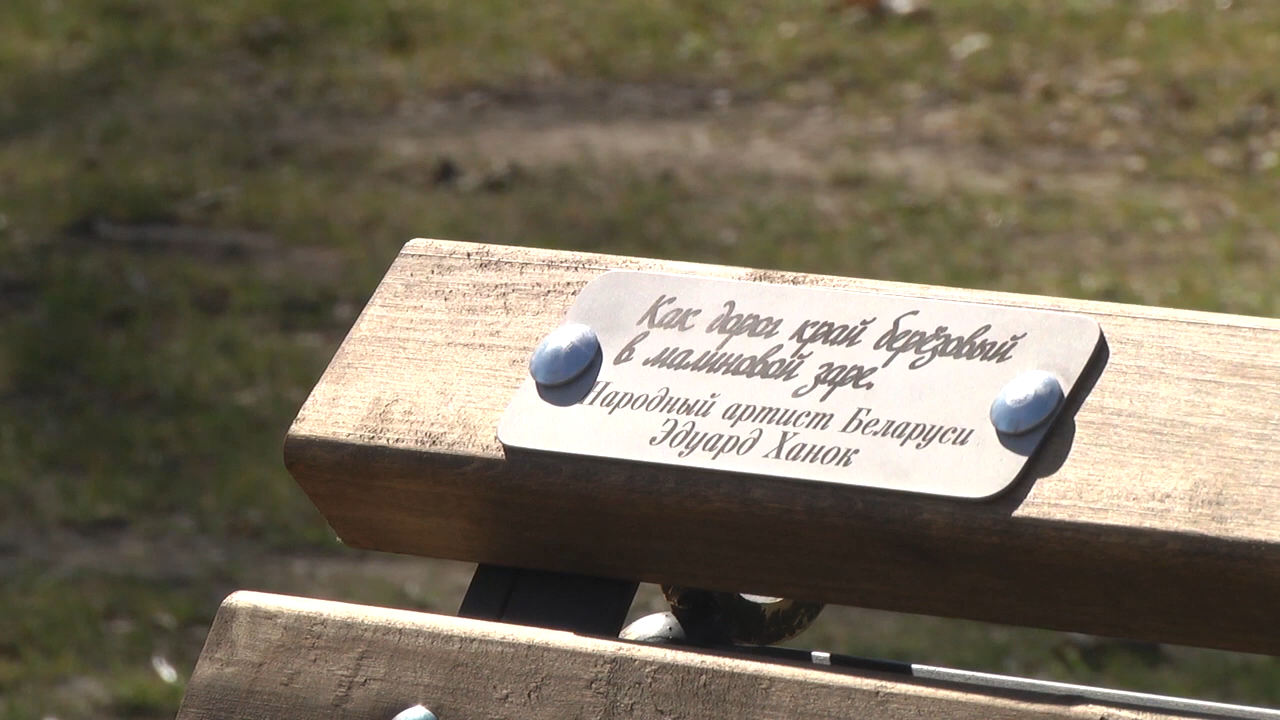 Как дорог край берёзовый
в малиновой заре.
Народный артист Беларуси
Эдуард Ханок